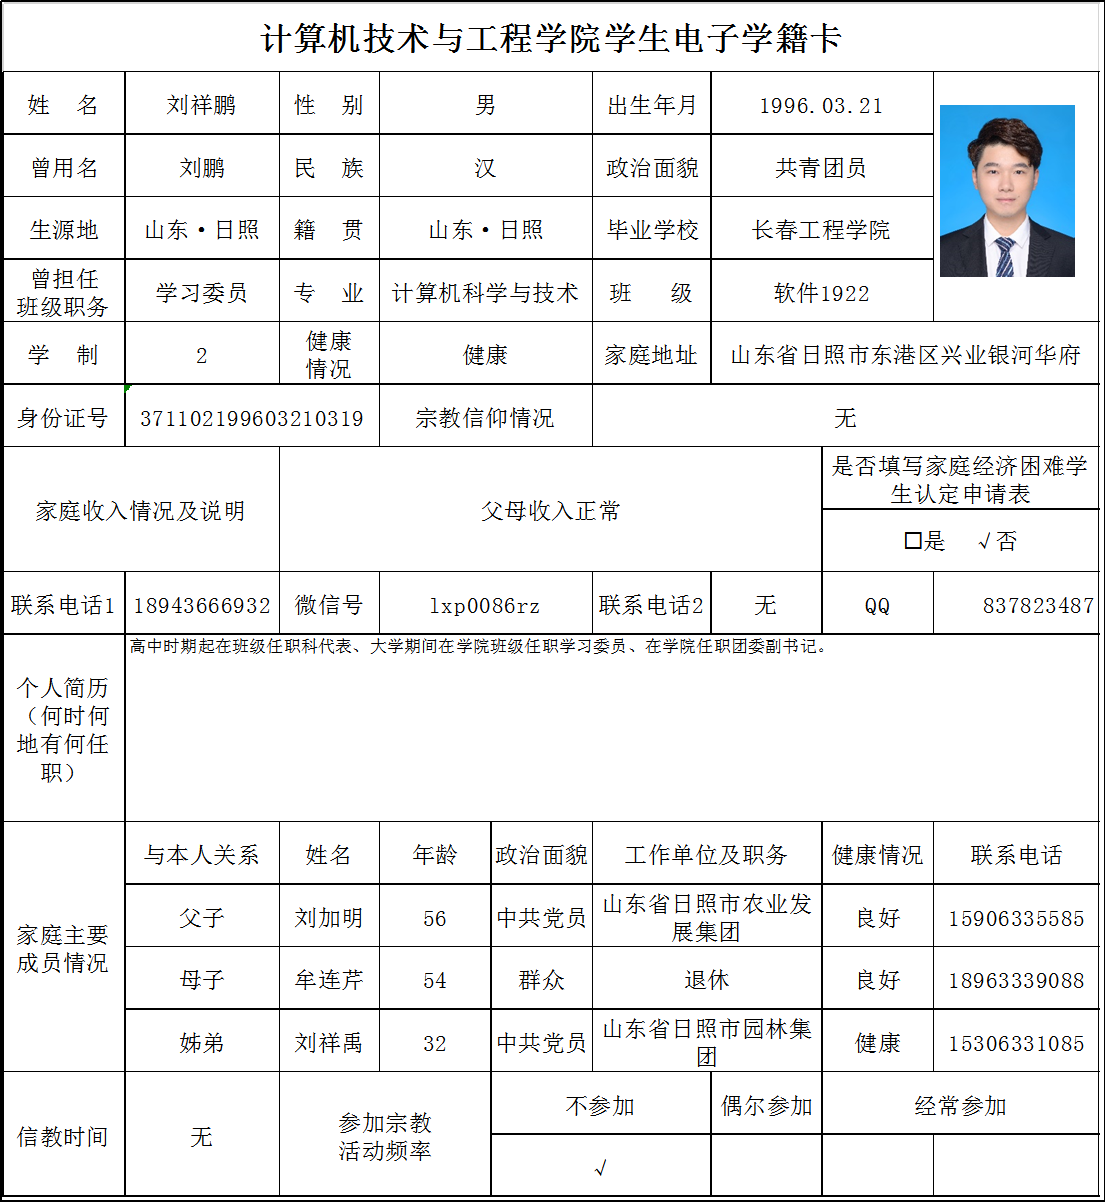 计算机技术与工程学院学生电子学籍卡
姓 名 刘祥鹏 性 别 男 出生年月 1996.03.21
曾用名 刘鹏 民 族 汉 政治面貌 共青团员
生源地 山东·日照 籍 贯 山东·日照 毕业学校 长春工程学院
曾担任
班级职务 学习委员 专 业 计算机科学与技术 班 级 软件1922
学 制 2 健康
情况 健康 家庭地址 山东省日照市东港区兴业银河华府
身份证号 371102199603210319 宗教信仰情况 无
家庭收入情况及说明 父母收入正常 是否填写家庭经济困难学
生认定申请表
□是 √否
联系电话1 18943666932 微信号 lxp0086rz 联系电话2 无 QQ 837823487
个人简历
（何时何
地有何任
职）
高中时期起在班级任职科代表、大学期间在学院班级任职学习委员、在学院任职团委副书记。
家庭主要
成员情况
与本人关系 姓名 年龄 政治面貌 工作单位及职务 健康情况 联系电话
父子 刘加明 56 中共党员 山东省日照市农业发
展集团 良好 15906335585
母子 牟连芹 54 群众 退休 良好 18963339088
姊弟 刘祥禹 32 中共党员 山东省日照市园林集
团 健康 15306331085
信教时间 无 参加宗教
活动频率 不参加 偶尔参加 经常参加
√